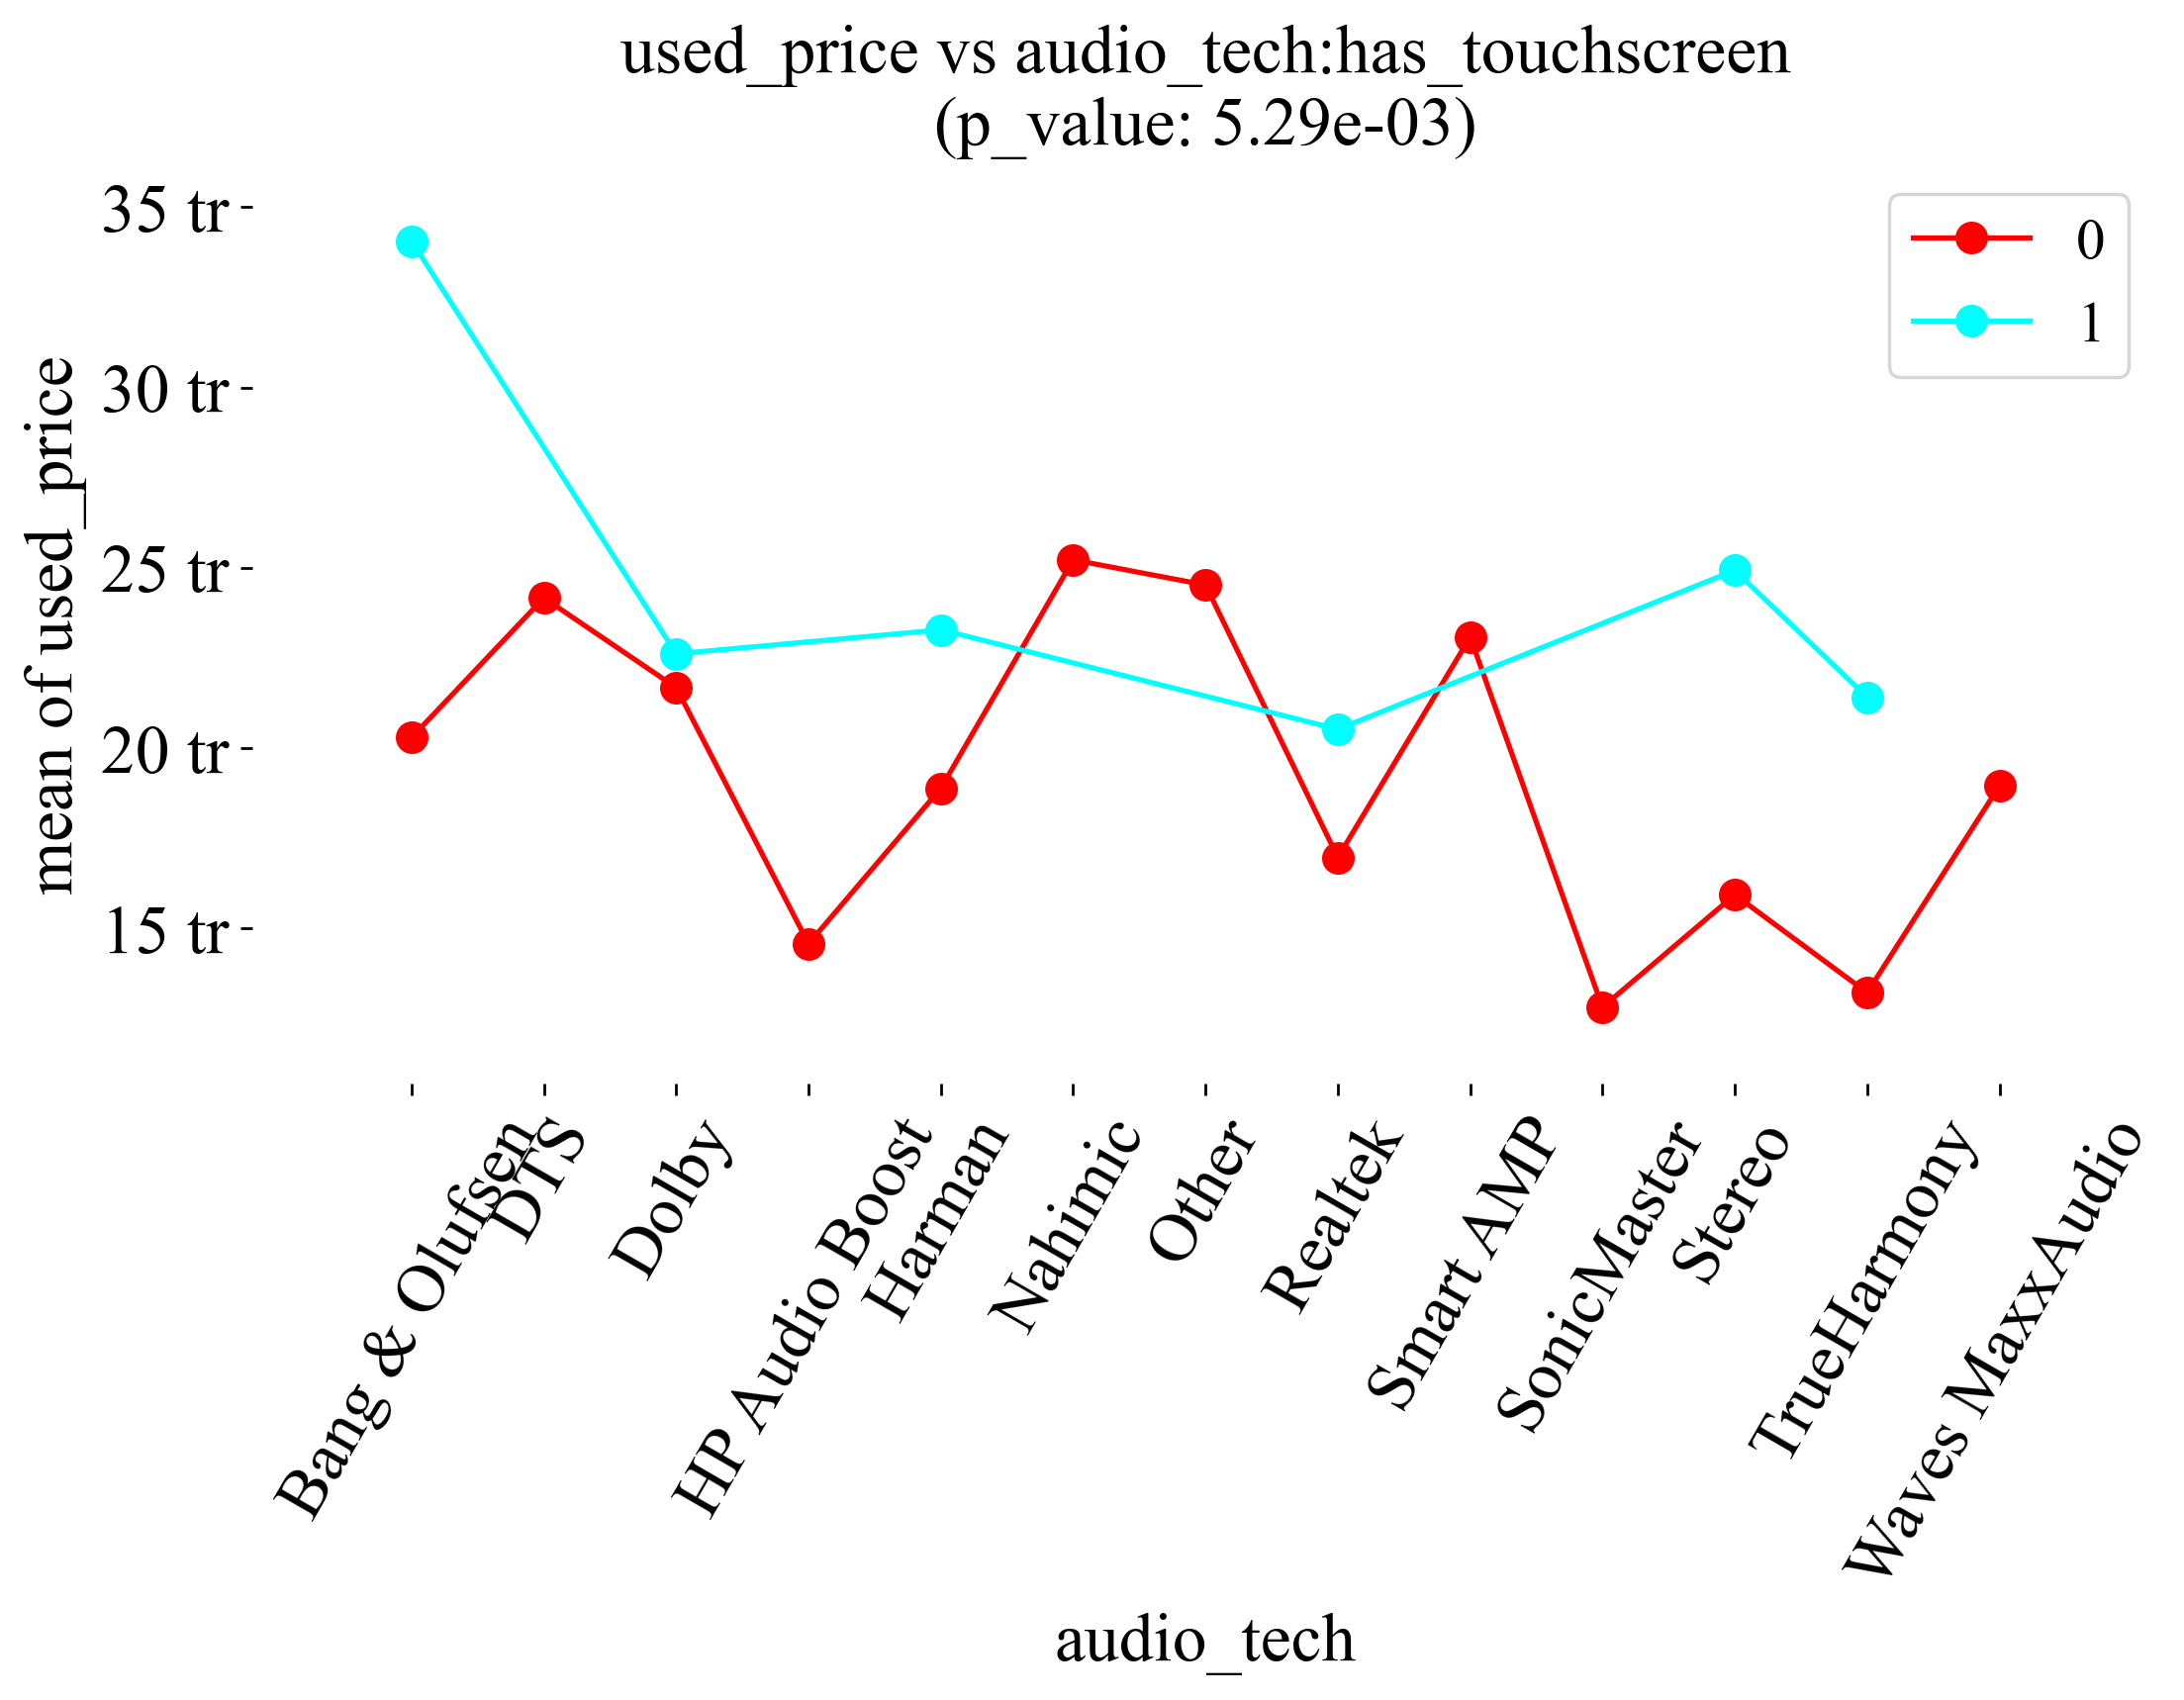 used_price vs audio_tech:has_touchscreen
(p_value: 5.29e-03)
0
1
35 tr
30 tr
25 tr
20 tr
15 tr
mean of used_price
Bang & Olufsen
DTS
Dolby
HP Audio Boost
Harman
Nahimic
Other
Realtek
Smart AMP
SonicMaster
Stereo
TrueHarmony
Waves MaxxAudio
audio_tech